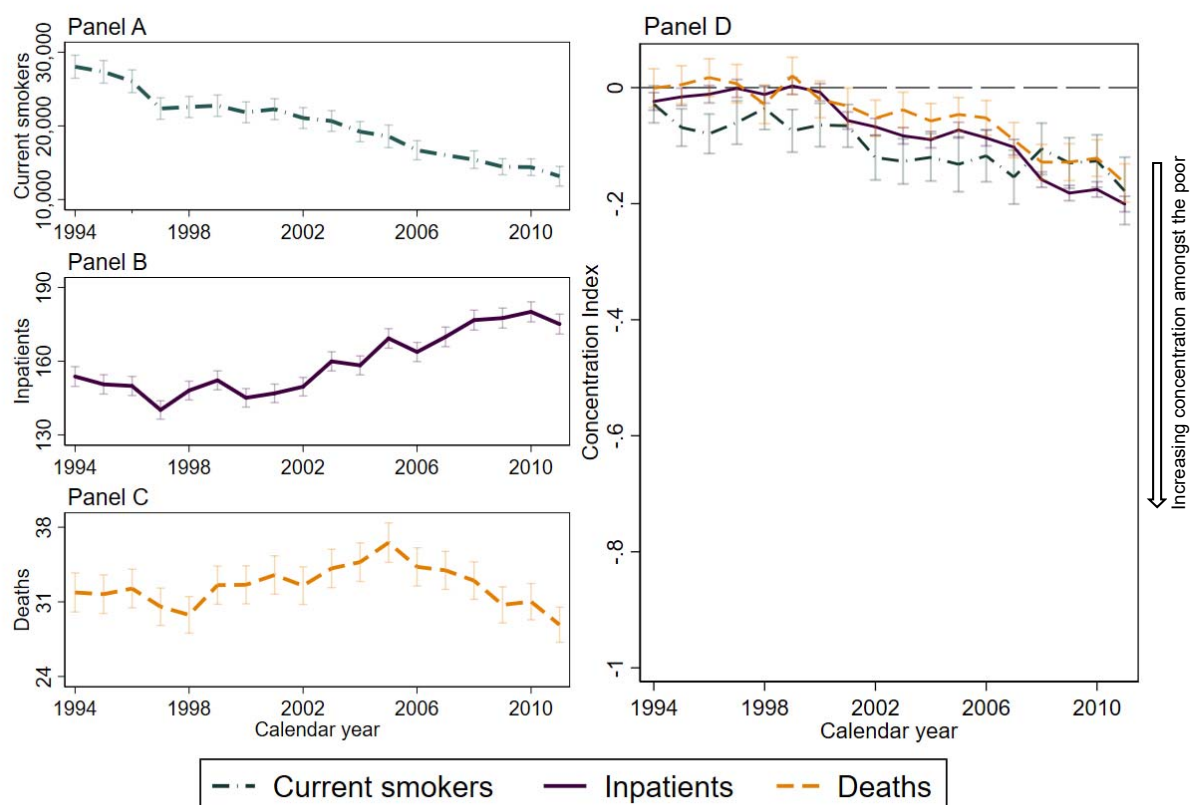 Panel A
Current smokers
30,000
20,000
10,000
1994 1998 2002 2006 2010
Panel B
Inpatients
190
160
130
1994 1998 2002 2006 2010
Panel C
Deaths
38
31
24
1994 1998 2002 2006 2010
Calendar year
Panel D
Concentration Index
0
-.2
-.4
-.6
-.8
-1
1994 1998 2002 2006 2010
Calendar year
Increasing concentration amongst the poor
Current smokers Inpatients Deaths